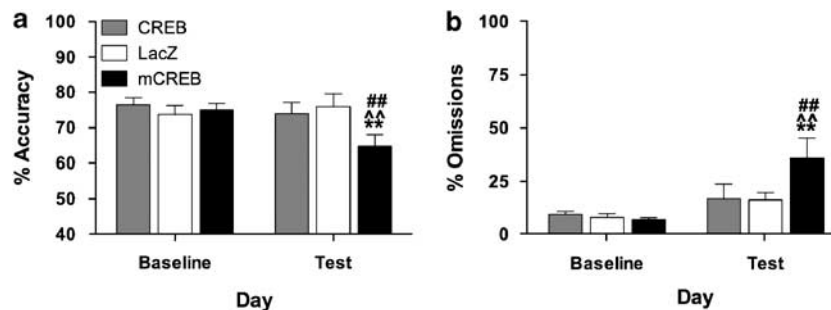 a
% Accuracy
100
90
80
70
60
50
40
CREB
LacZ
mCREB
##
^^
**
Baseline
Test
Day
b
% Omissions
100
75
50
25
0
##
^^
**
Baseline
Test
Day